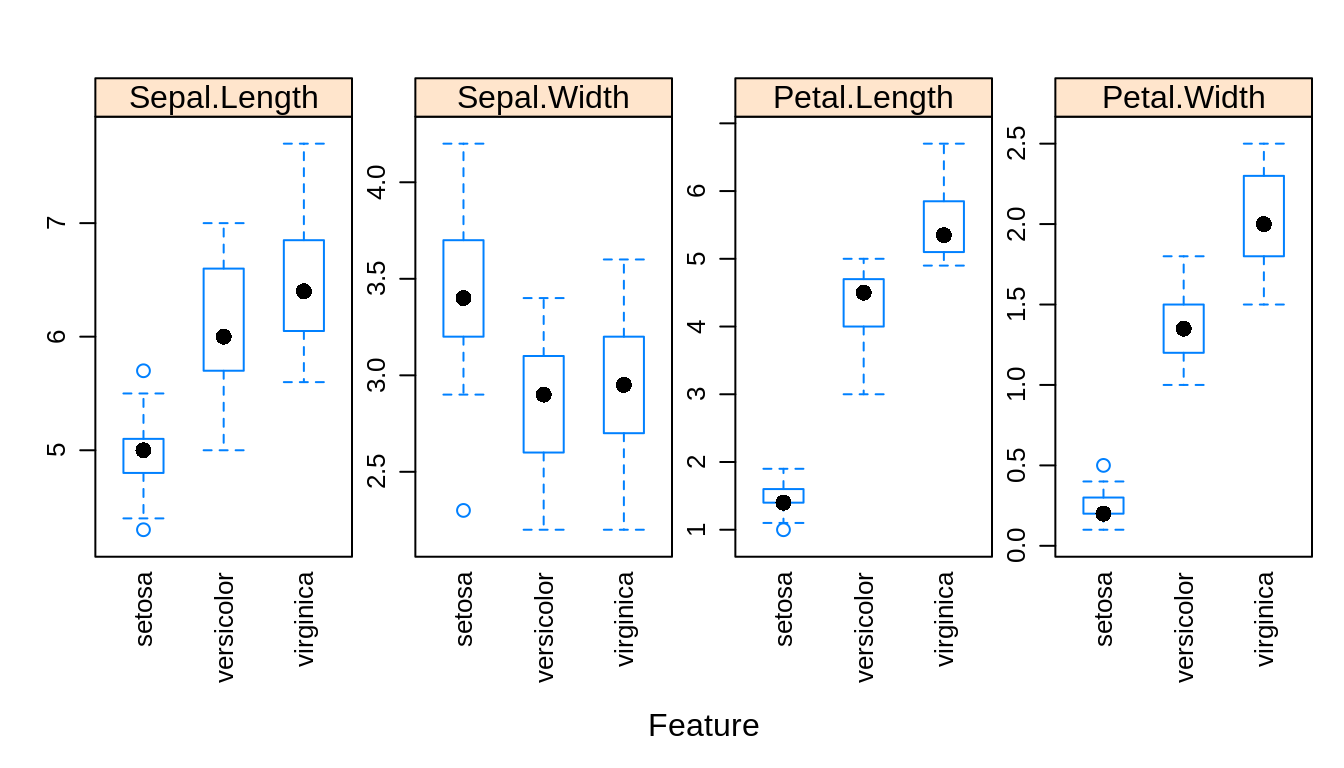 Sepal.Length
Sepal.Width
Petal.Length
Petal.Width
7
6
5
4.0
3.5
3.0
2.5
6
5
4
3
2
1
2.5
2.0
1.5
1.0
0.5
0.0
setosa
versicolor
virginica
setosa
versicolor
virginica
setosa
versicolor
virginica
setosa
versicolor
virginica
Feature